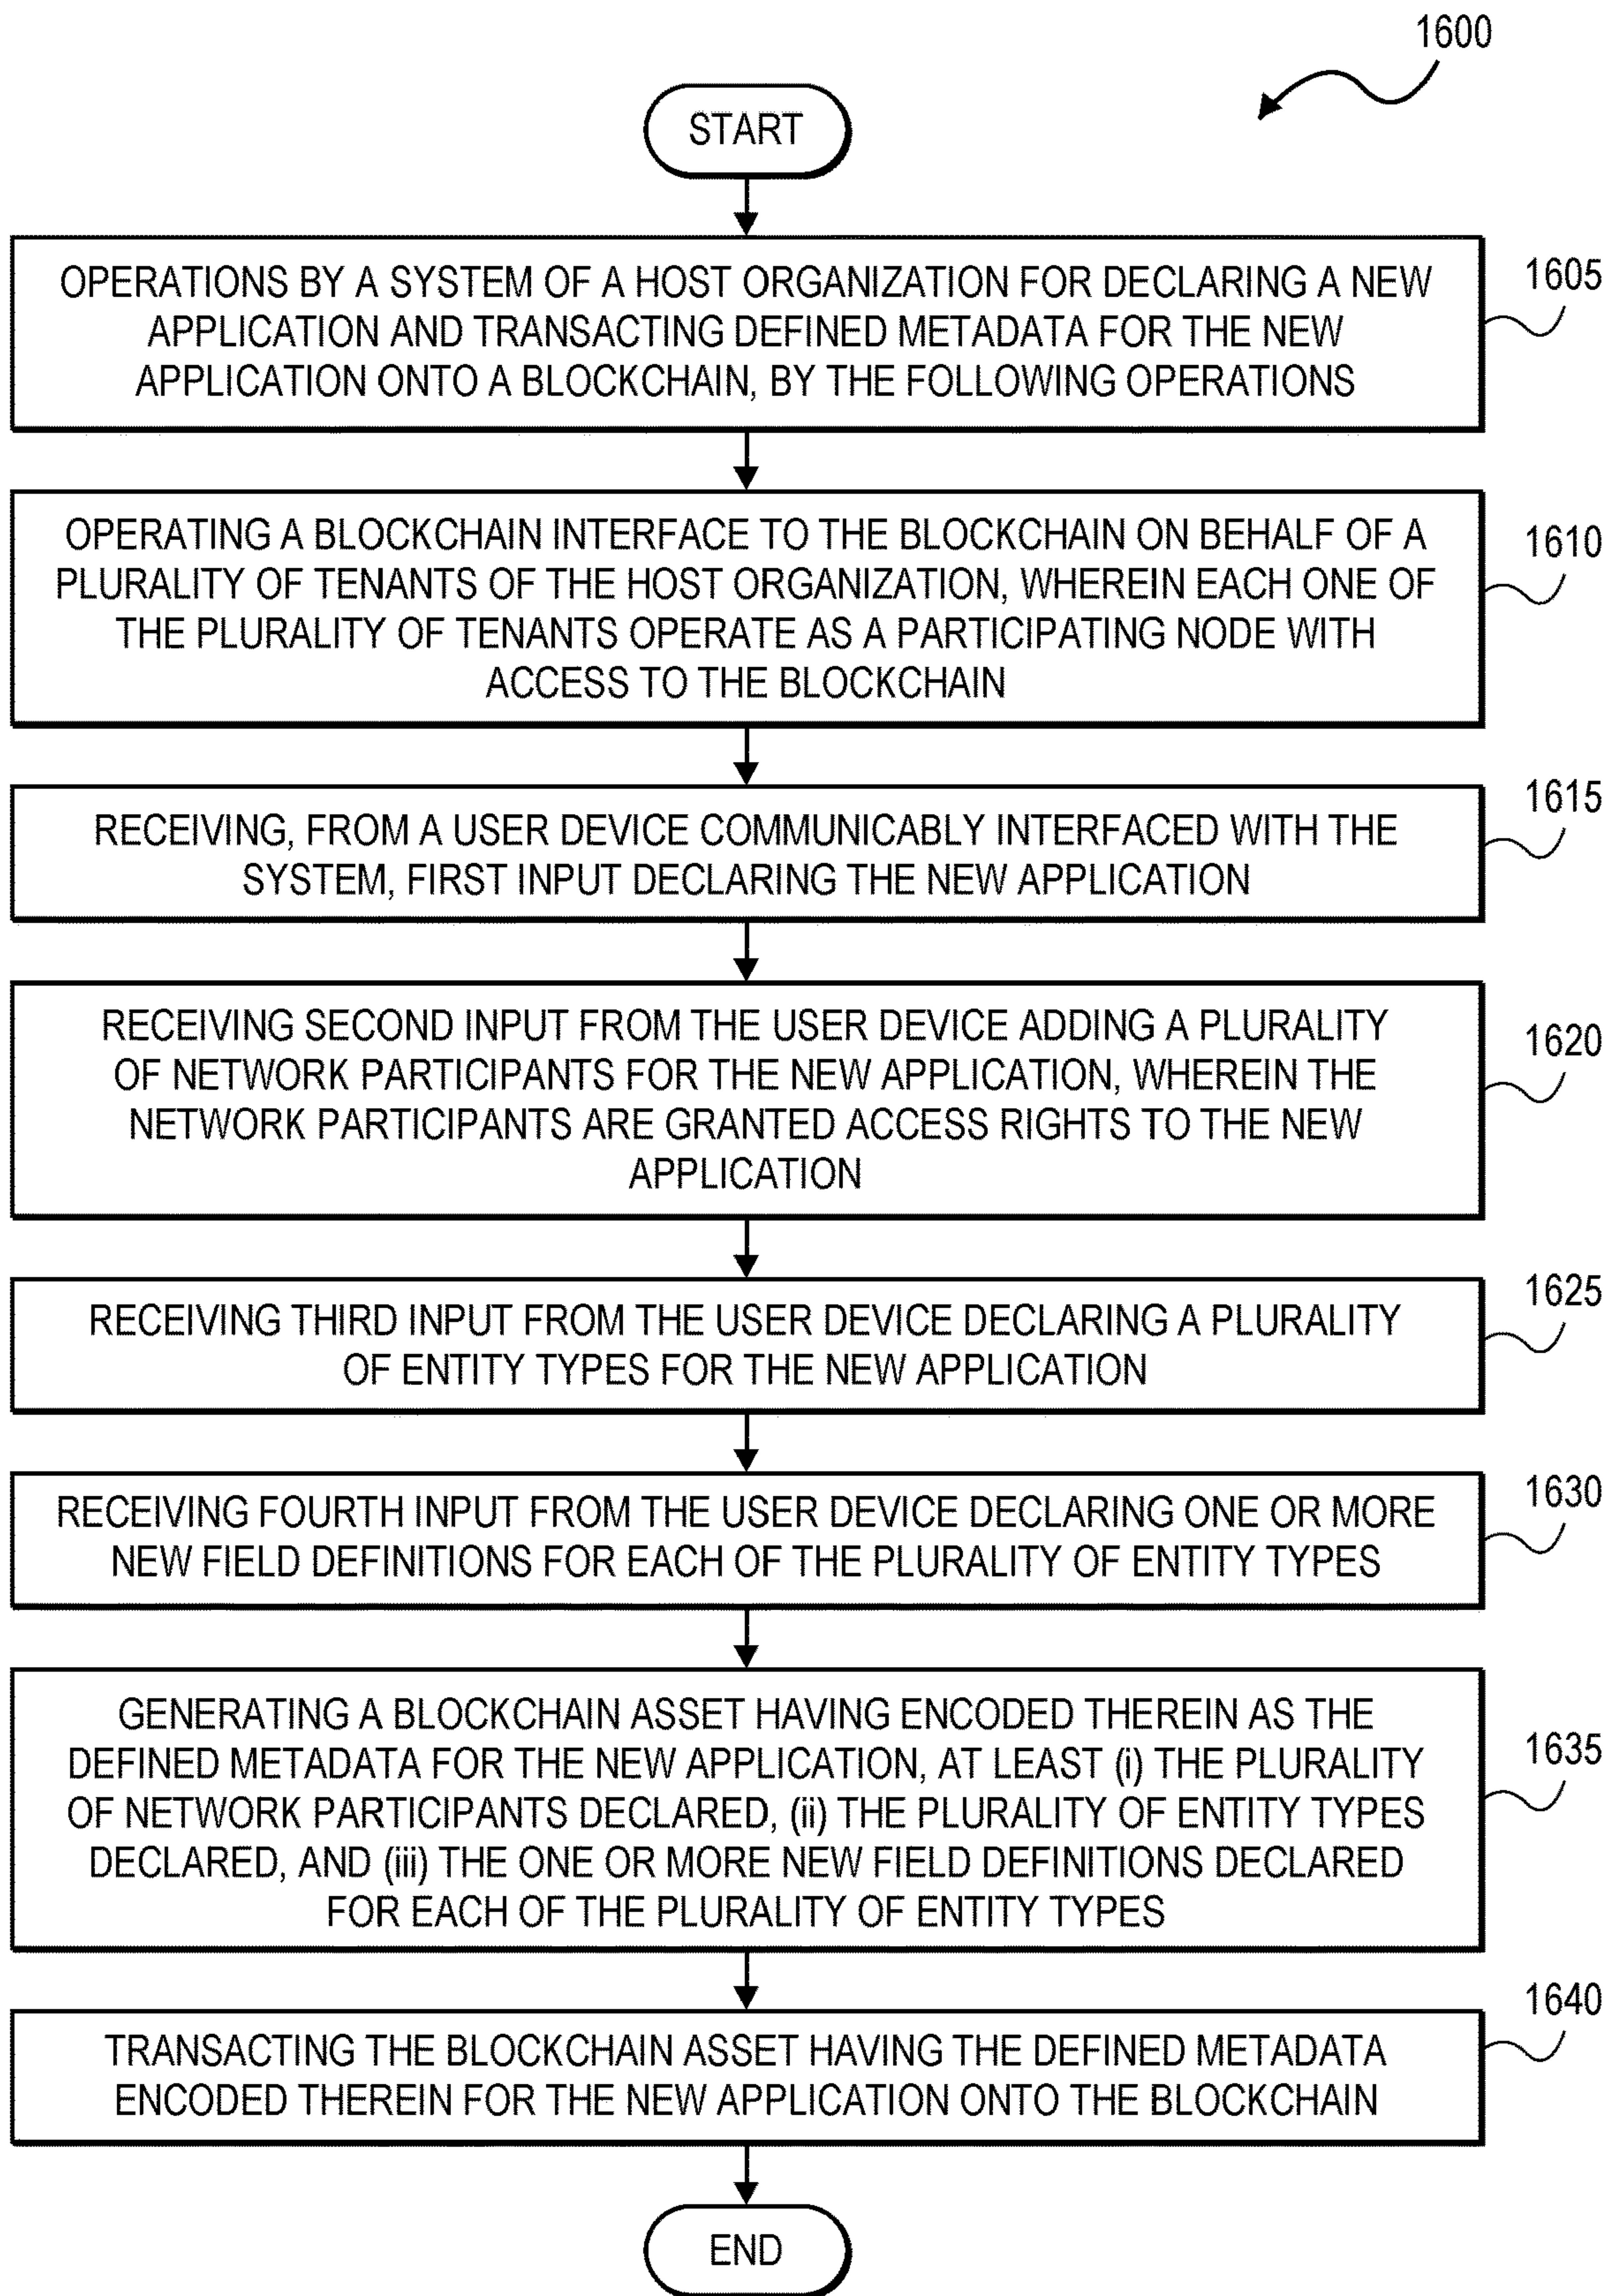 1600
START
OPERATIONS BY A SYSTEM OF A HOST ORGANIZATION FOR DECLARING A NEW
APPLICATION AND TRANSACTING DEFINED METADATA FOR THE NEW
APPLICATION ONTO A BLOCKCHAIN, BY THE FOLLOWING OPERATIONS
1605
OPERATING A BLOCKCHAIN INTERFACE TO THE BLOCKCHAIN ON BEHALF OF A
PLURALITY OF TENANTS OF THE HOST ORGANIZATION, WHEREIN EACH ONE OF
THE PLURALITY OF TENANTS OPERATE AS A PARTICIPATING NODE WITH
ACCESS TO THE BLOCKCHAIN
1610
RECEIVING, FROM A USER DEVICE COMMUNICABLY INTERFACED WITH THE
SYSTEM, FIRST INPUT DECLARING THE NEW APPLICATION
1615
RECEIVING SECOND INPUT FROM THE USER DEVICE ADDING A PLURALITY
OF NETWORK PARTICIPANTS FOR THE NEW APPLICATION, WHEREIN THE
NETWORK PARTICIPANTS ARE GRANTED ACCESS RIGHTS TO THE NEW
APPLICATION
1620
RECEIVING THIRD INPUT FROM THE USER DEVICE DECLARING A PLURALITY
OF ENTITY TYPES FOR THE NEW APPLICATION
1625
RECEIVING FOURTH INPUT FROM THE USER DEVICE DECLARING ONE OR MORE
NEW FIELD DEFINITIONS FOR EACH OF THE PLURALITY OF ENTITY TYPES
1630
GENERATING A BLOCKCHAIN ASSET HAVING ENCODED THEREIN AS THE
DEFINED METADATA FOR THE NEW APPLICATION, AT LEAST (i) THE PLURALITY
OF NETWORK PARTICIPANTS DECLARED, (ii) THE PLURALITY OF ENTITY TYPES
DECLARED, AND (iii) THE ONE OR MORE NEW FIELD DEFINITIONS DECLARED
FOR EACH OF THE PLURALITY OF ENTITY TYPES
1635
TRANSACTING THE BLOCKCHAIN ASSET HAVING THE DEFINED METADATA
ENCODED THEREIN FOR THE NEW APPLICATION ONTO THE BLOCKCHAIN
1640
END